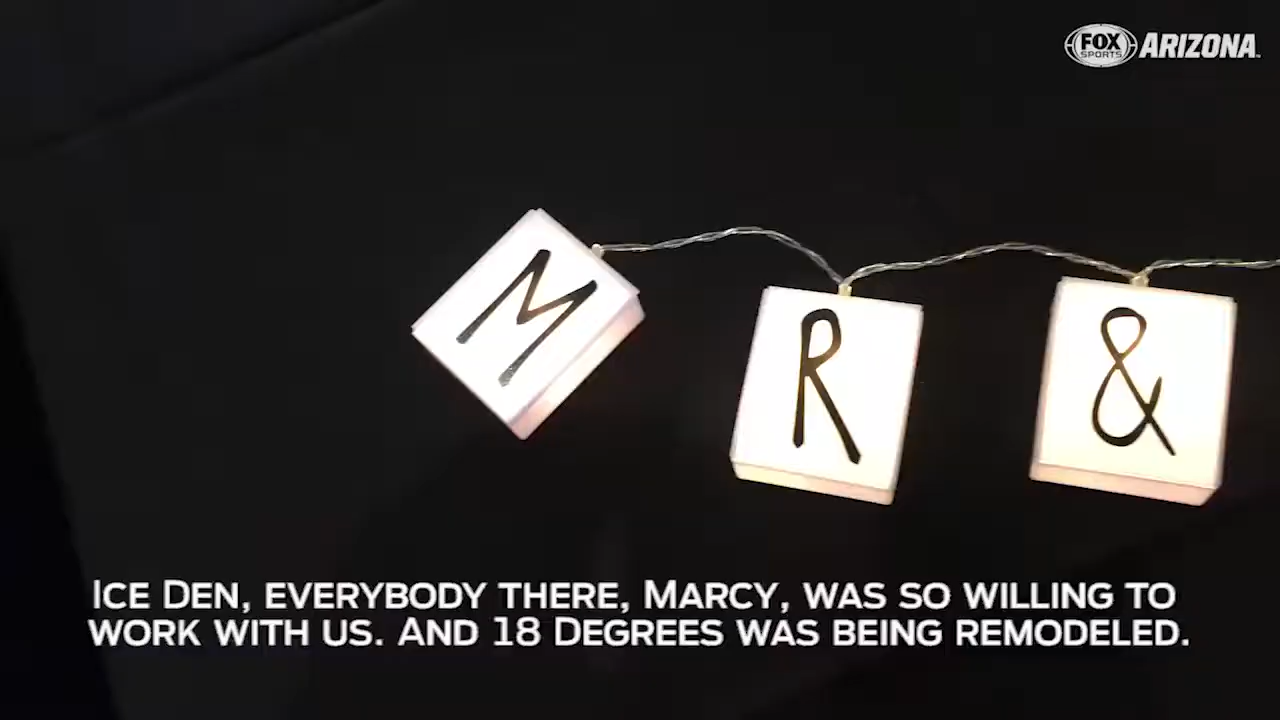 FOX SPORTS ARIZONA
M R &
ICE DEN, EVERYBODY THERE, MARCY, WAS SO WILLING TO
WORK WITH US. AND 18 DEGREES WAS BEING REMODELED.